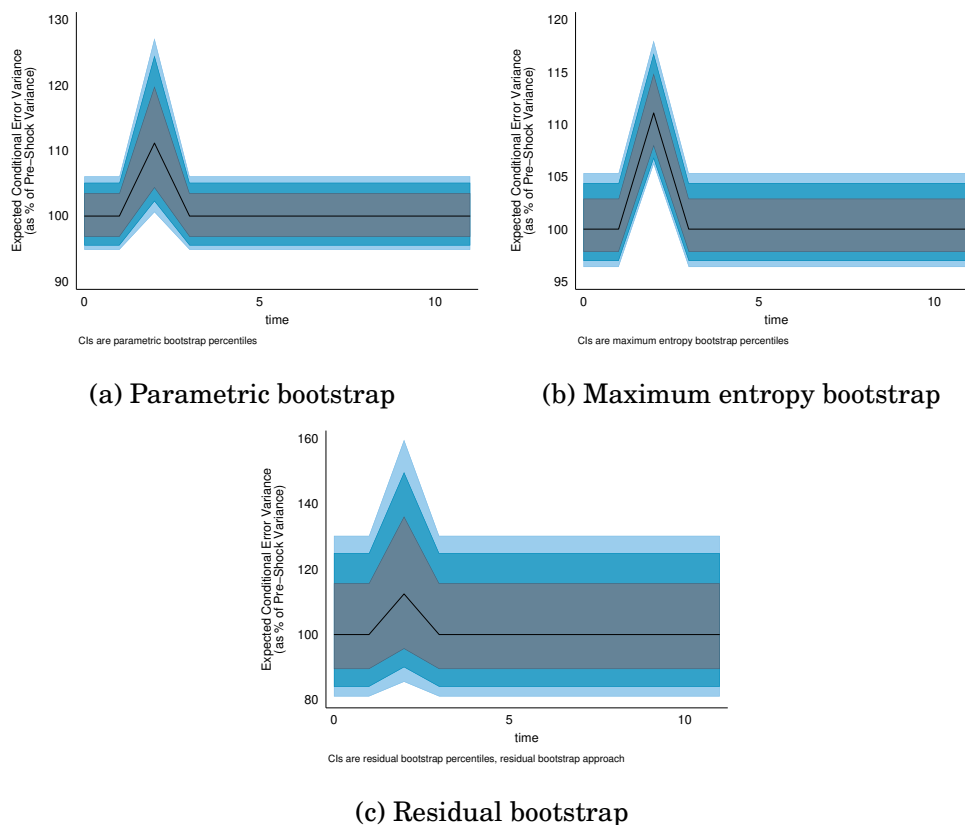 Expected Conditional Error Variance
(as % of Pre−Shock Variance)
130
120
110
100
90
0 5 10
time
CIs are parametric bootstrap percentiles
(a) Parametric bootstrap
Expected Conditional Error Variance
(as % of Pre−Shock Variance)
120
115
110
105
100
95
0 5 10
time
CIs are maximum entropy bootstrap percentiles
(b) Maximum entropy bootstrap
Expected Conditional Error Variance
(as % of Pre−Shock Variance)
160
140
120
100
80
0 5 10
time
CIs are residual bootstrap percentiles, residual bootstrap approach
(c) Residual bootstrap